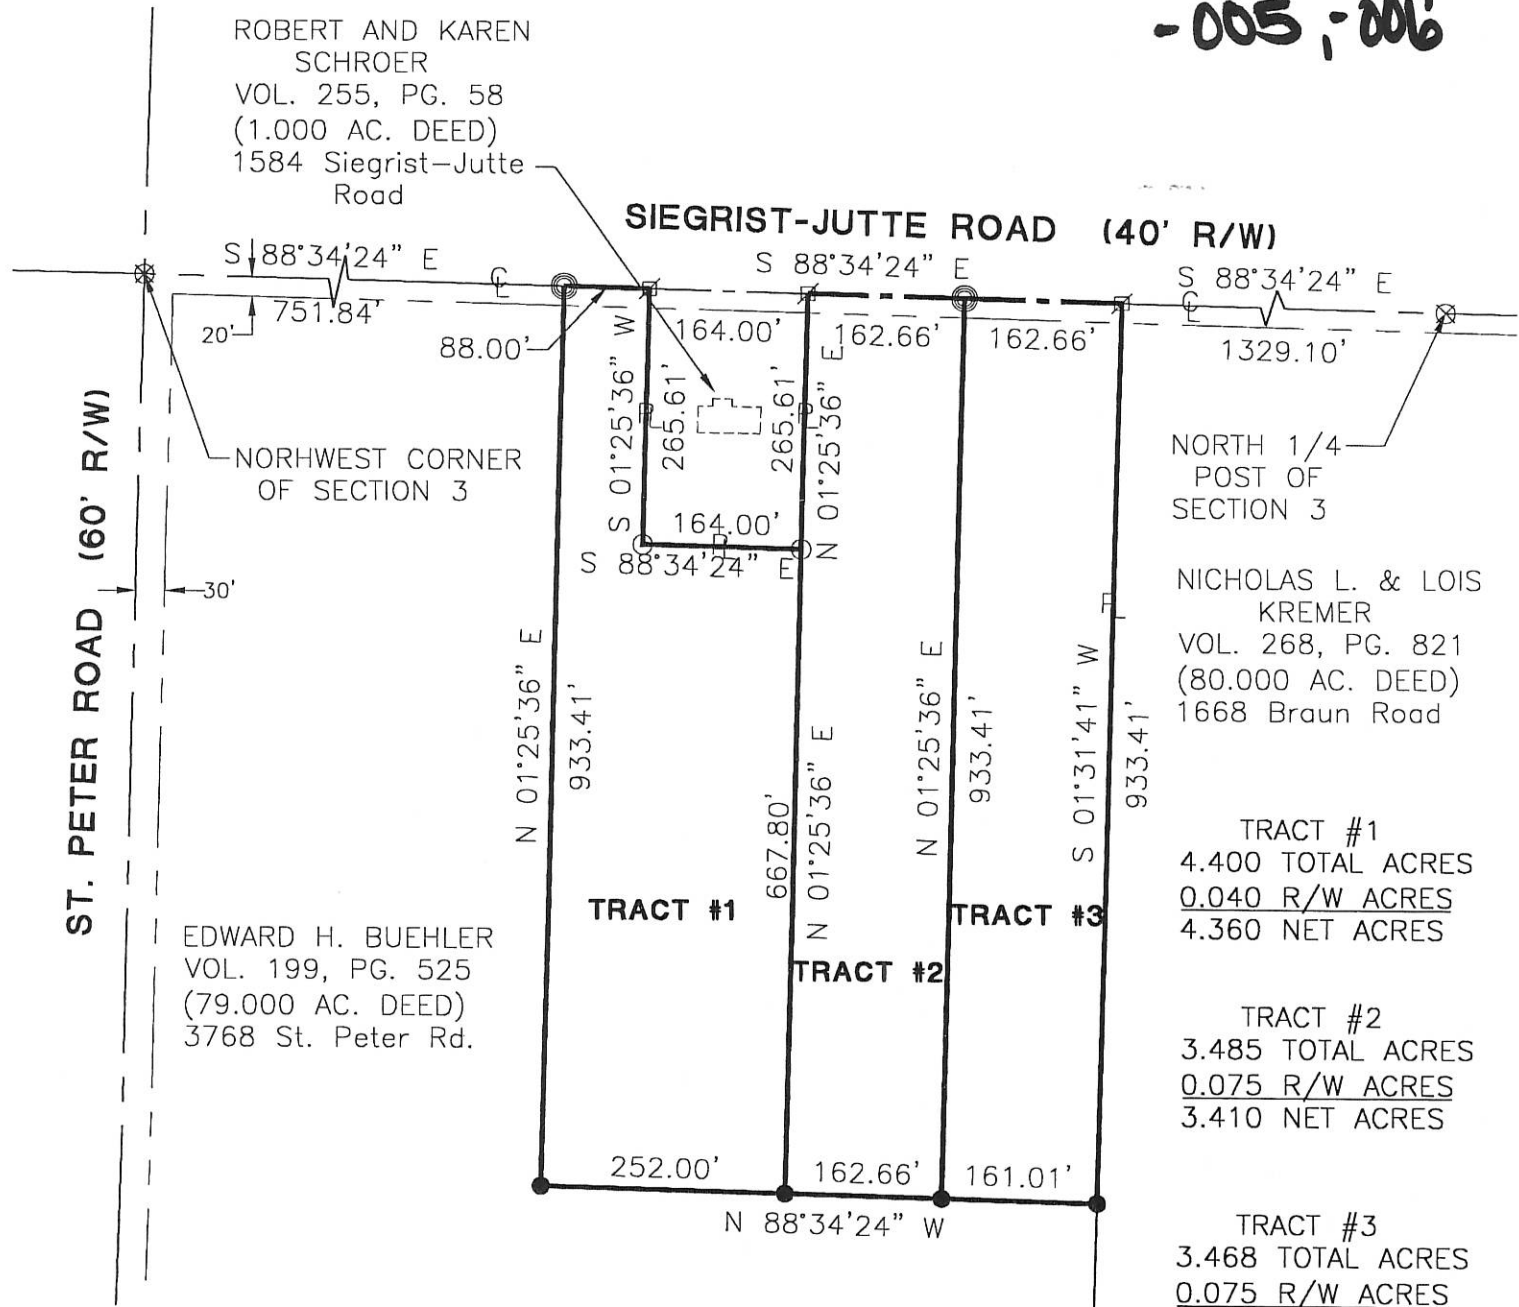 -005;-006
ROBERT AND KAREN
SCHROER
VOL. 255, PG. 58
(1.000 AC. DEED)
1584 Siegrist-Jutte
Road
SIEGRIST-JUTTE ROAD (40' R/W)
S 88°34'24" E
S 88°34'24" E
S 88°34'24" E
751.84'
20'
88.00'
164.00'
162.66'
162.66'
1329.10'
S 01°25'36" W
265.61'
265.61'
N 01°25'36" E
NORHWEST CORNER
OF SECTION 3
NORTH 1/4
POST OF
SECTION 3
164.00'
S 88°34'24" E
ST. PETER ROAD (60' R/W)
30'
NICHOLAS L. & LOIS
KREMER
VOL. 268, PG. 821
(80.000 AC. DEED)
1668 Braun Road
N 01°25'36" E
933.41'
667.80'
N 01°25'36" E
N 01°25'36" E
933.41'
S 01°31'41" W
933.41'
TRACT #1
TRACT #2
TRACT #3
EDWARD H. BUEHLER
VOL. 199, PG. 525
(79.000 AC. DEED)
3768 St. Peter Rd.
TRACT #1
4.400 TOTAL ACRES
0.040 R/W ACRES
4.360 NET ACRES
TRACT #2
3.485 TOTAL ACRES
0.075 R/W ACRES
3.410 NET ACRES
252.00'
162.66'
161.01'
N 88°34'24" W
TRACT #3
3.468 TOTAL ACRES
0.075 R/W ACRES